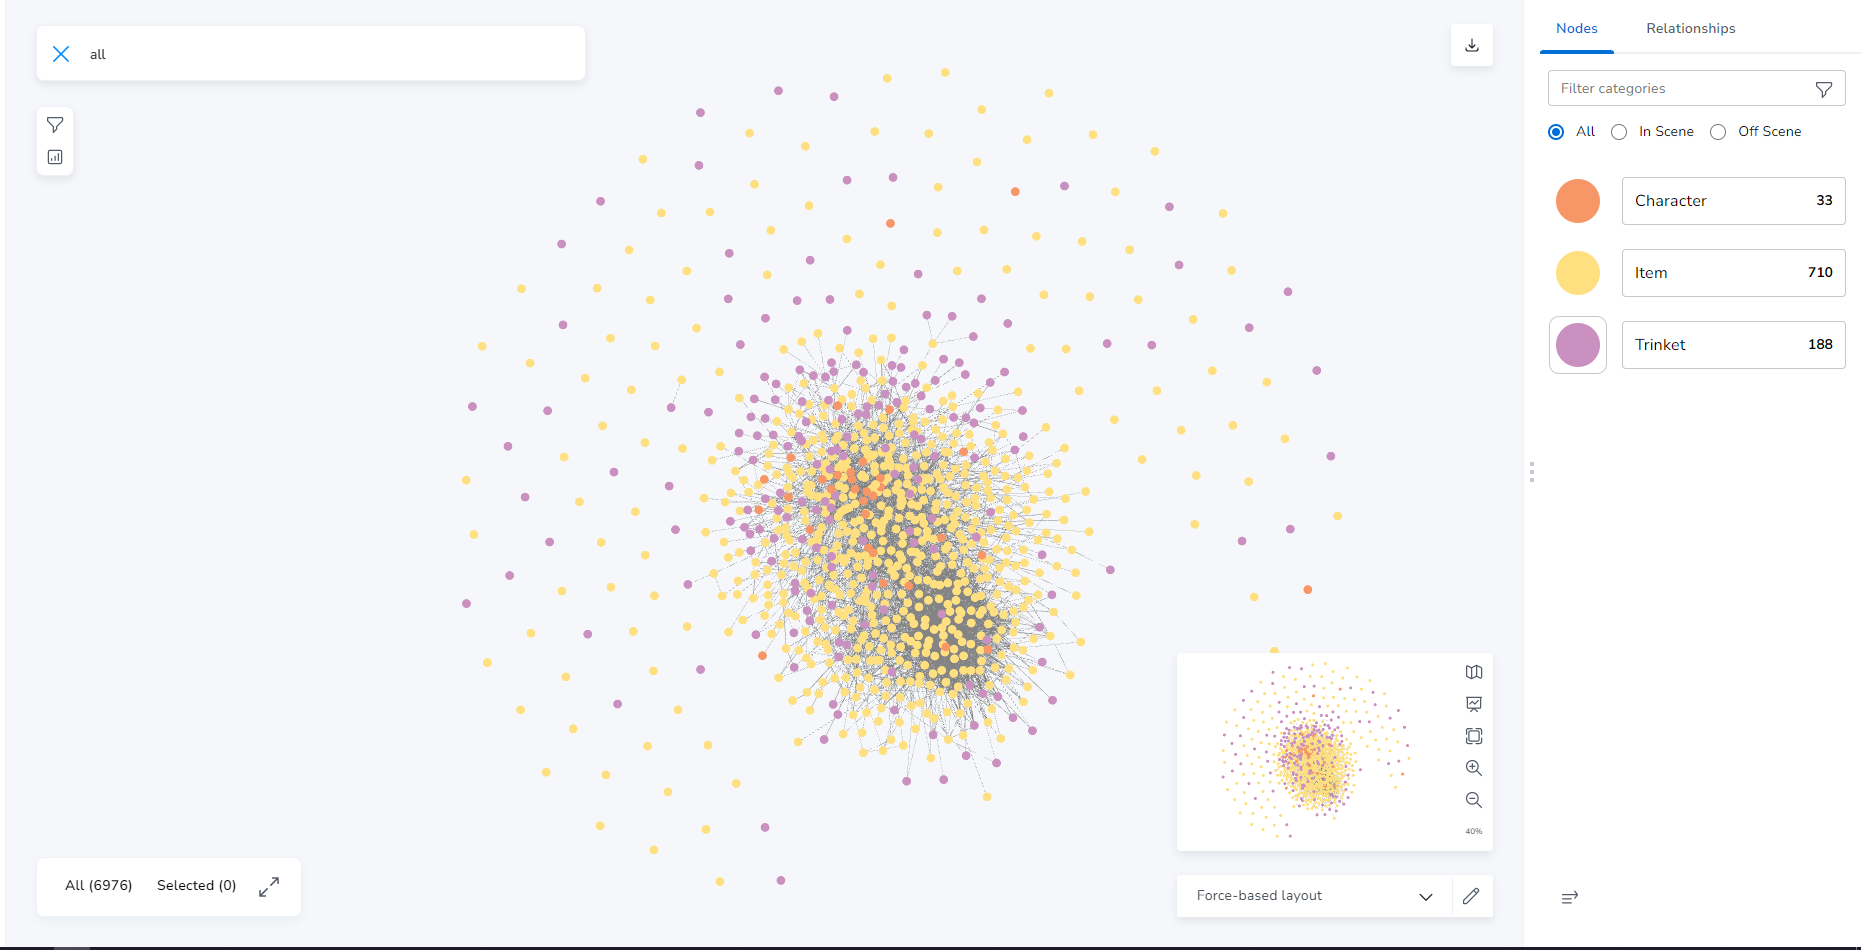 all
Nodes
Relationships
Filter categories
All
In Scene
Off Scene
Character 33
Item 710
Trinket 188
40%
All (6976) Selected (0)
Force-based layout